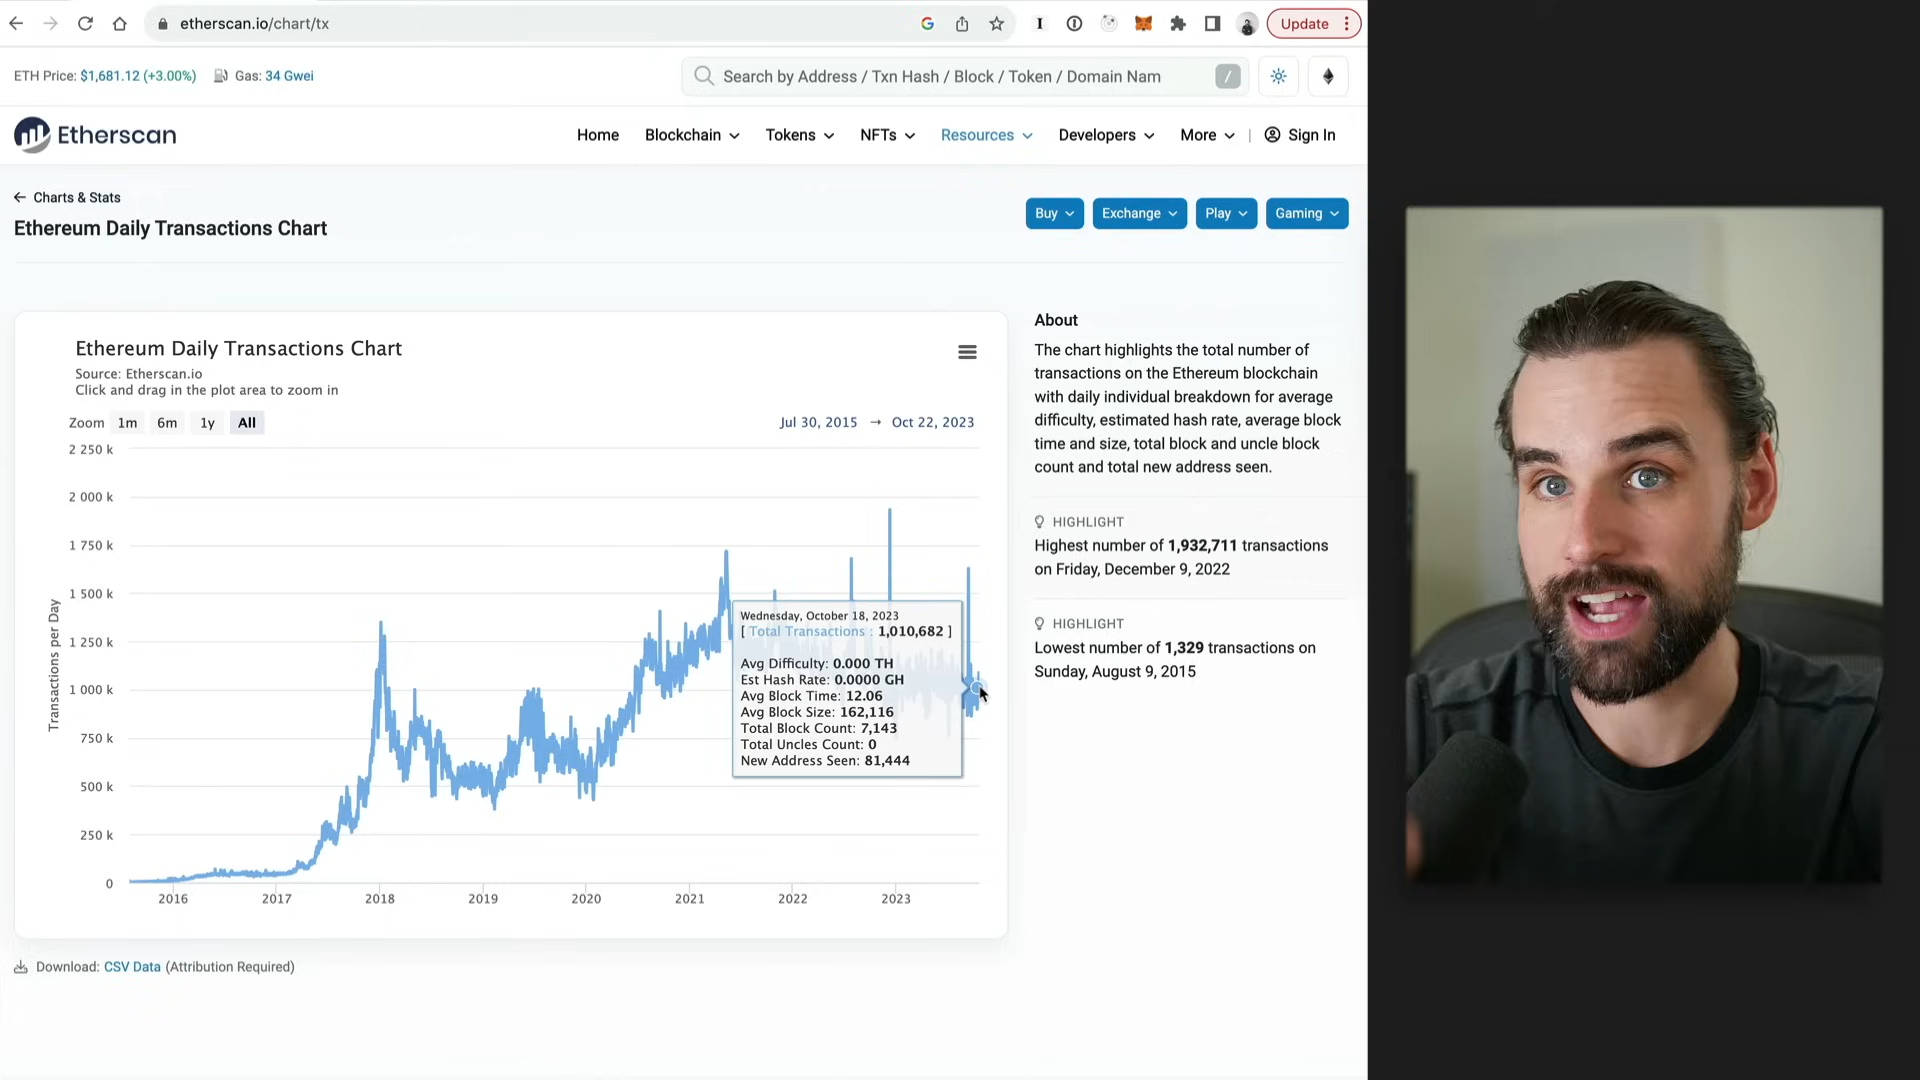 etherscan.io/chart/tx
Update
ETH Price: $1,681.12 (+3.00%) Gas: 34 Gwei
Search by Address / Txn Hash / Block / Token / Domain Nam
/
Etherscan
Home Blockchain Tokens NFTs Resources Developers More | Sign In
← Charts & Stats
Ethereum Daily Transactions Chart
Buy Exchange Play Gaming
Ethereum Daily Transactions Chart
Source: Etherscan.io
Click and drag in the plot area to zoom in
Zoom 1m 6m 1y All
Jul 30, 2015 → Oct 22, 2023
Transactions per Day
2 250 k
2 000 k
1 750 k
1 500 k
1 250 k
1 000 k
750 k
500 k
250 k
0
2016 2017 2018 2019 2020 2021 2022 2023
Wednesday, October 18, 2023
[ Total Transactions : 1,010,682 ]
Avg Difficulty: 0.000 TH
Est Hash Rate: 0.0000 GH
Avg Block Time: 12.06
Avg Block Size: 162,116
Total Block Count: 7,143
Total Uncles Count: 0
New Address Seen: 81,444
About
The chart highlights the total number of
transactions on the Ethereum blockchain
with daily individual breakdown for average
difficulty, estimated hash rate, average block
time and size, total block and uncle block
count and total new address seen.
HIGHLIGHT
Highest number of 1,932,711 transactions
on Friday, December 9, 2022
HIGHLIGHT
Lowest number of 1,329 transactions on
Sunday, August 9, 2015
Download: CSV Data (Attribution Required)